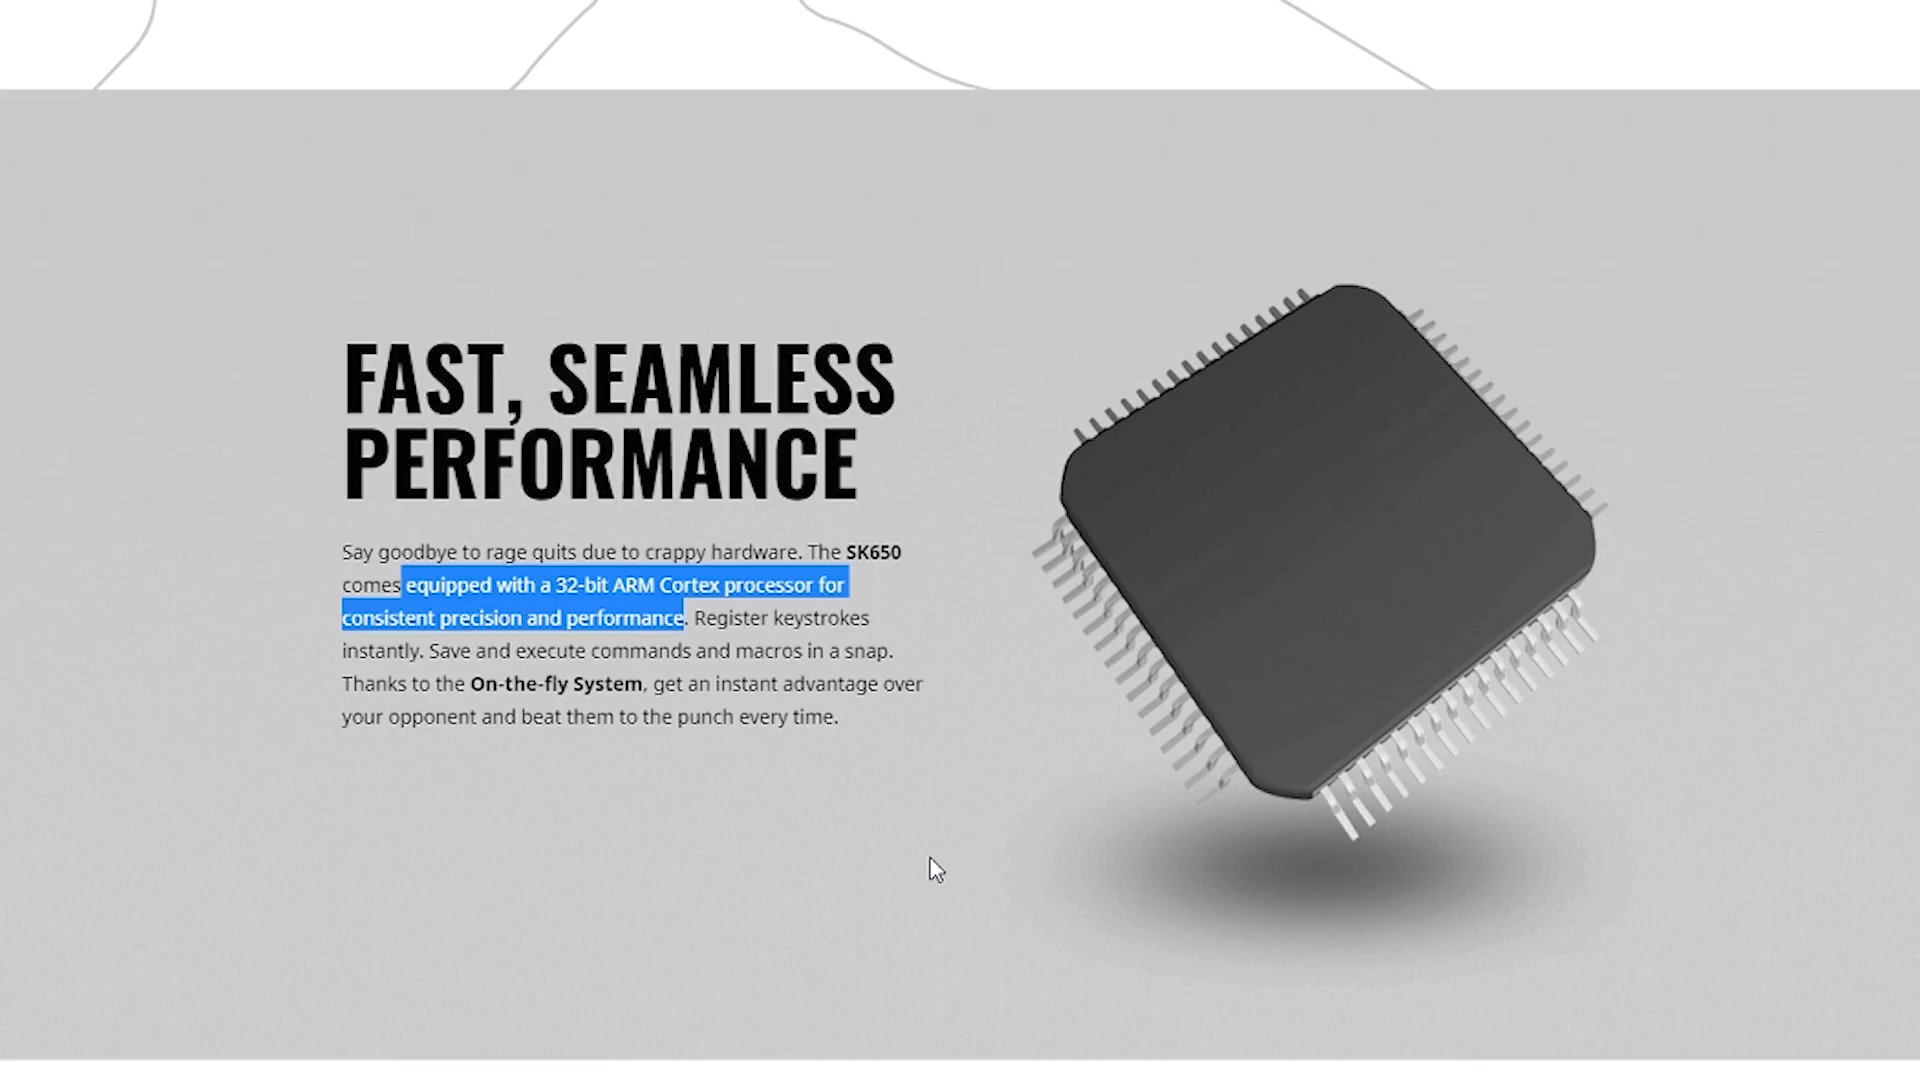 FAST, SEAMLESS
PERFORMANCE
Say goodbye to rage quits due to crappy hardware. The SK650
comes equipped with a 32-bit ARM Cortex processor for
consistent precision and performance. Register keystrokes
instantly. Save and execute commands and macros in a snap.
Thanks to the On-the-fly System, get an instant advantage over
your opponent and beat them to the punch every time.